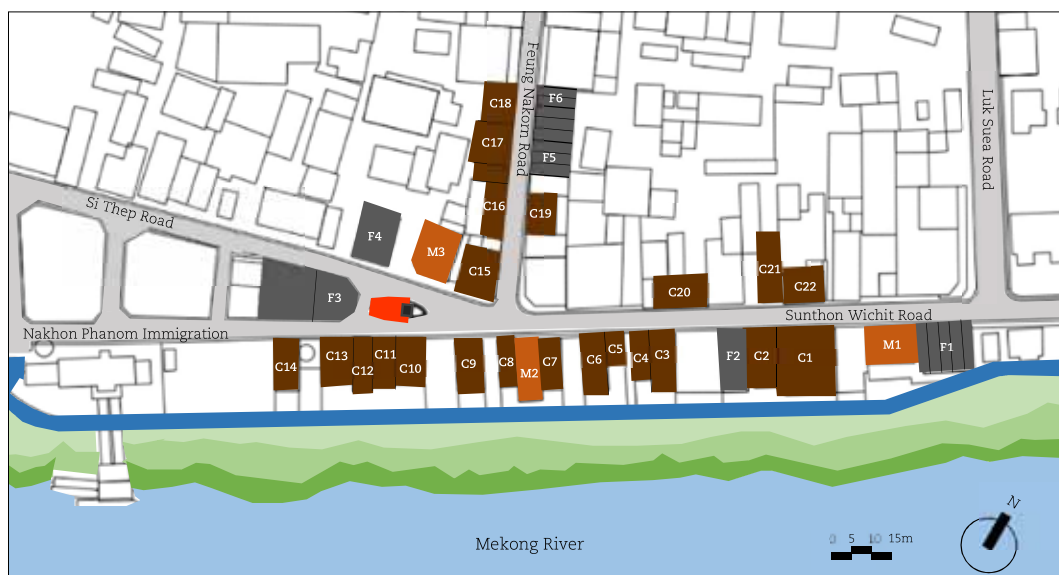 Feung Nakorn Road
Luk Suea Road
Si Thep Road
Nakhon Phanom Immigration
Sunthon Wichit Road
C18
F6
C17
F5
C16
C19
F4
M3
C15
C21
F3
C20
C22
C14
C13
C12
C11
C10
C9
C8
M2
C7
C6
C5
C4
C3
F2
C2
C1
M1
F1
Mekong River
0 5 10 15m
N